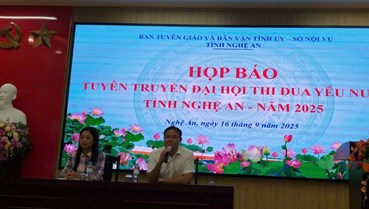 BAN TUYÊN GIÁO VÀ DÂN VẬN TỈNH ỦY – SỞ NỘI VỤ
TỈNH NGHỆ AN
HỌP BÁO
TUYÊN TRUYỀN ĐẠI HỘI THI ĐUA YÊU NƯ
TỈNH NGHỆ AN - NĂM 2025
Nghệ An, ngày 16 tháng 9 năm 2025